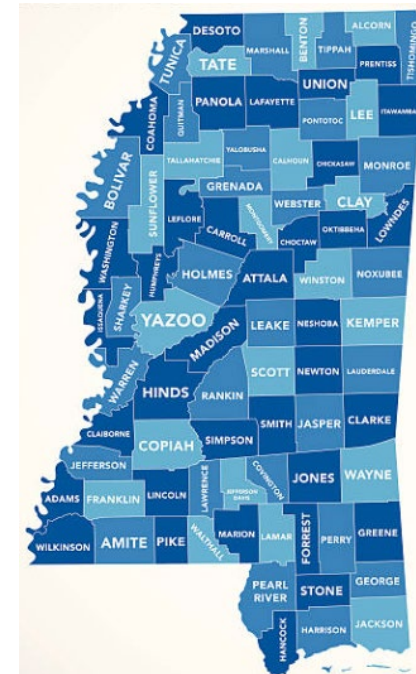 DESOTO
MARSHALL
BENTON
TIPPAH
ALCORN
TISHOMINGO
PRENTISS
TUNICA
TATE
UNION
PANOLA
LAFAYETTE
COAHOMA
QUITMAN
PONTOTOC
LEE
ITAWAMBA
BOLIVAR
TALLAHATCHIE
YALOBUSHA
CALHOUN
CHICKASAW
MONROE
SUNFLOWER
GRENADA
WEBSTER
CLAY
LEFLORE
CARROLL
MONTGOMERY
CHOCTAW
OKTIBBEHA
LOWNDES
WASHINGTON
HUMPHREYS
HOLMES
ATTALA
WINSTON
NOXUBEE
ISSAQUENA
SHARKEY
YAZOO
MADISON
LEAKE
NESHOBA
KEMPER
WARREN
HINDS
RANKIN
SCOTT
NEWTON
LAUDERDALE
CLAIBORNE
COPIAH
SIMPSON
SMITH
JASPER
CLARKE
JEFFERSON
ADAMS
FRANKLIN
LINCOLN
LAWRENCE
JEFFERSON
DAVIS
COVINGTON
JONES
WAYNE
WILKINSON
AMITE
PIKE
WALTHALL
MARION
LAMAR
FORREST
PERRY
GREENE
PEARL
RIVER
STONE
GEORGE
HANCOCK
HARRISON
JACKSON